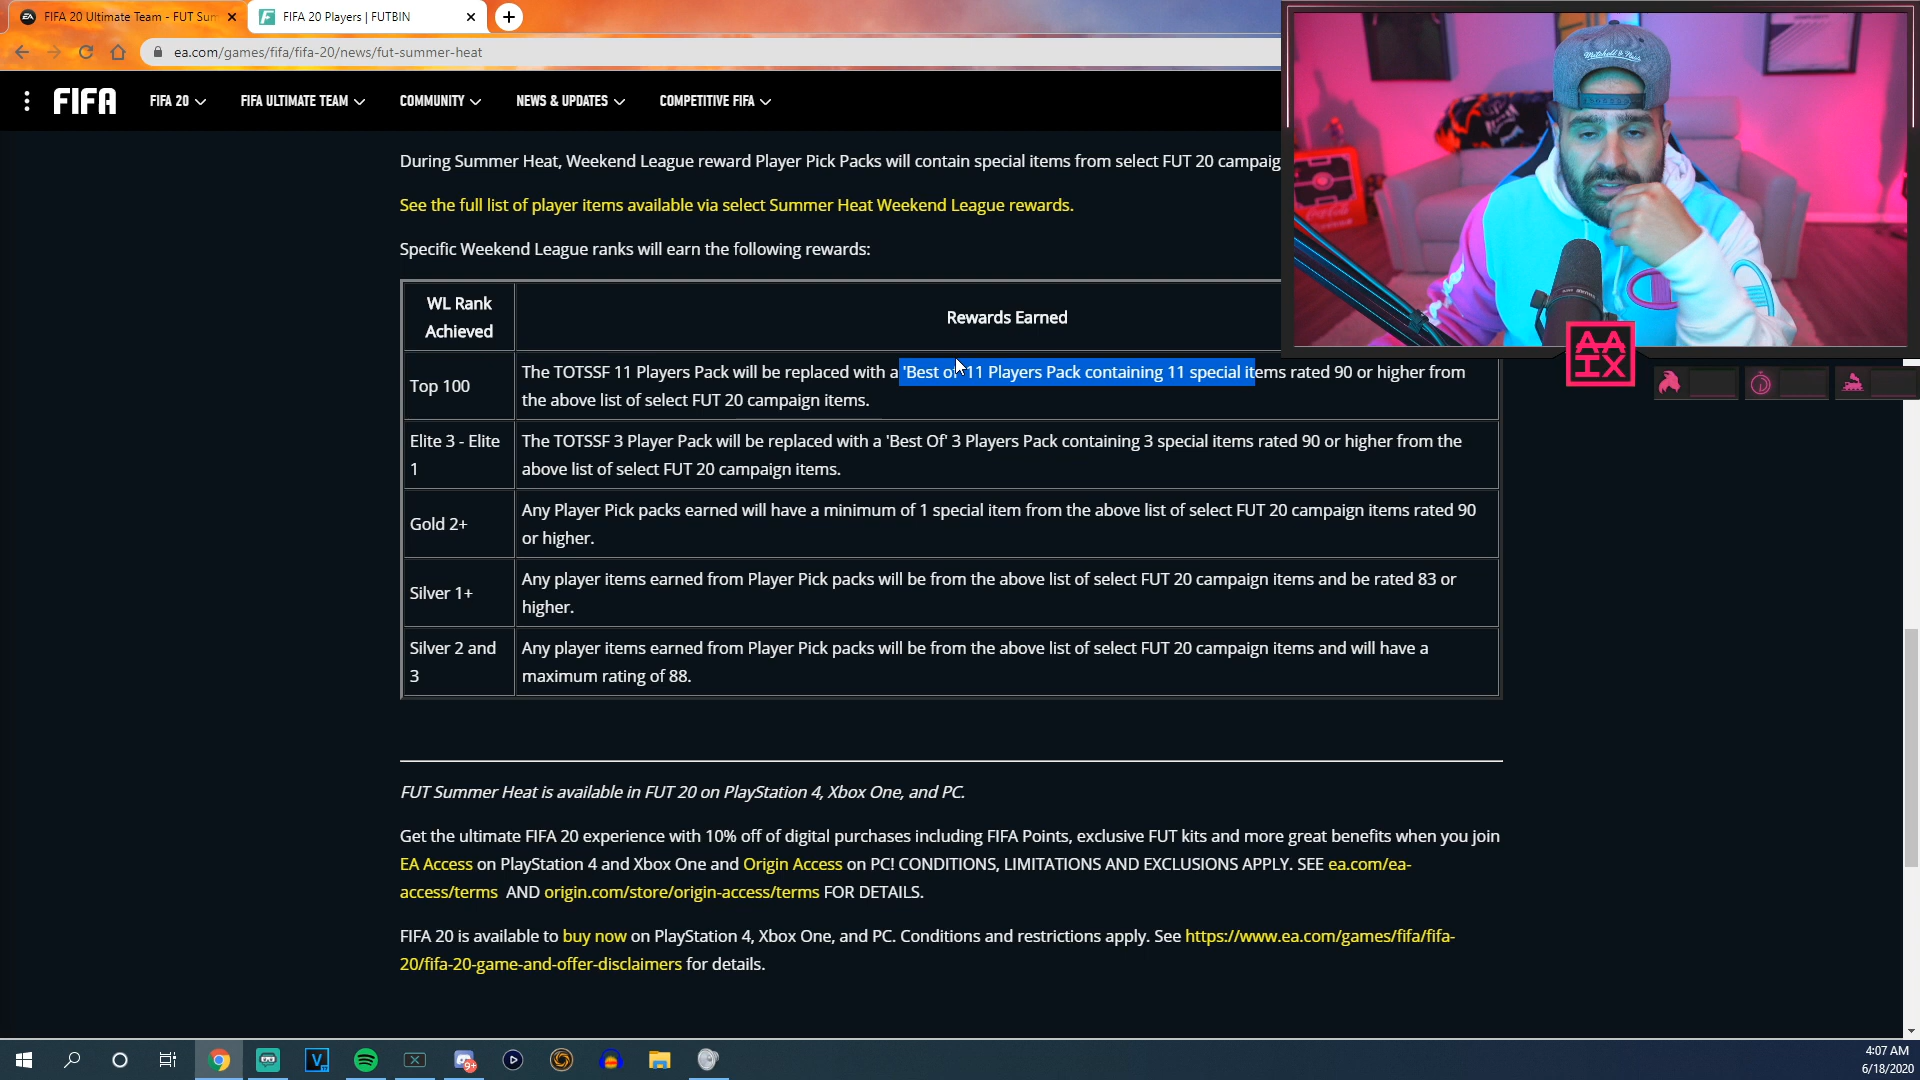 FIFA 20 Ultimate Team - FUT Sum
FIFA 20 Players | FUTBIN
ea.com/games/fifa/fifa-20/news/fut-summer-heat
FIFA
FIFA 20
FIFA ULTIMATE TEAM
COMMUNITY
NEWS & UPDATES
COMPETITIVE FIFA
During Summer Heat, Weekend League reward Player Pick Packs will contain special items from select FUT 20 campaig
See the full list of player items available via select Summer Heat Weekend League rewards.
Specific Weekend League ranks will earn the following rewards:
WL Rank
Achieved
Rewards Earned
Top 100
The TOTSSF 11 Players Pack will be replaced with a 'Best of' 11 Players Pack containing 11 special items rated 90 or higher from
the above list of select FUT 20 campaign items.
Elite 3 - Elite
1
The TOTSSF 3 Player Pack will be replaced with a 'Best Of' 3 Players Pack containing 3 special items rated 90 or higher from the
above list of select FUT 20 campaign items.
Gold 2+
Any Player Pick packs earned will have a minimum of 1 special item from the above list of select FUT 20 campaign items rated 90
or higher.
Silver 1+
Any player items earned from Player Pick packs will be from the above list of select FUT 20 campaign items and be rated 83 or
higher.
Silver 2 and
3
Any player items earned from Player Pick packs will be from the above list of select FUT 20 campaign items and will have a
maximum rating of 88.
FUT Summer Heat is available in FUT 20 on PlayStation 4, Xbox One, and PC.
Get the ultimate FIFA 20 experience with 10% off of digital purchases including FIFA Points, exclusive FUT kits and more great benefits when you join
EA Access on PlayStation 4 and Xbox One and Origin Access on PC! CONDITIONS, LIMITATIONS AND EXCLUSIONS APPLY. SEE ea.com/ea-
access/terms AND origin.com/store/origin-access/terms FOR DETAILS.
FIFA 20 is available to buy now on PlayStation 4, Xbox One, and PC. Conditions and restrictions apply. See https://www.ea.com/games/fifa/fifa-
20/fifa-20-game-and-offer-disclaimers for details.
Mitchell & Ness
AA
IX
9+
4:07 AM
6/18/2020